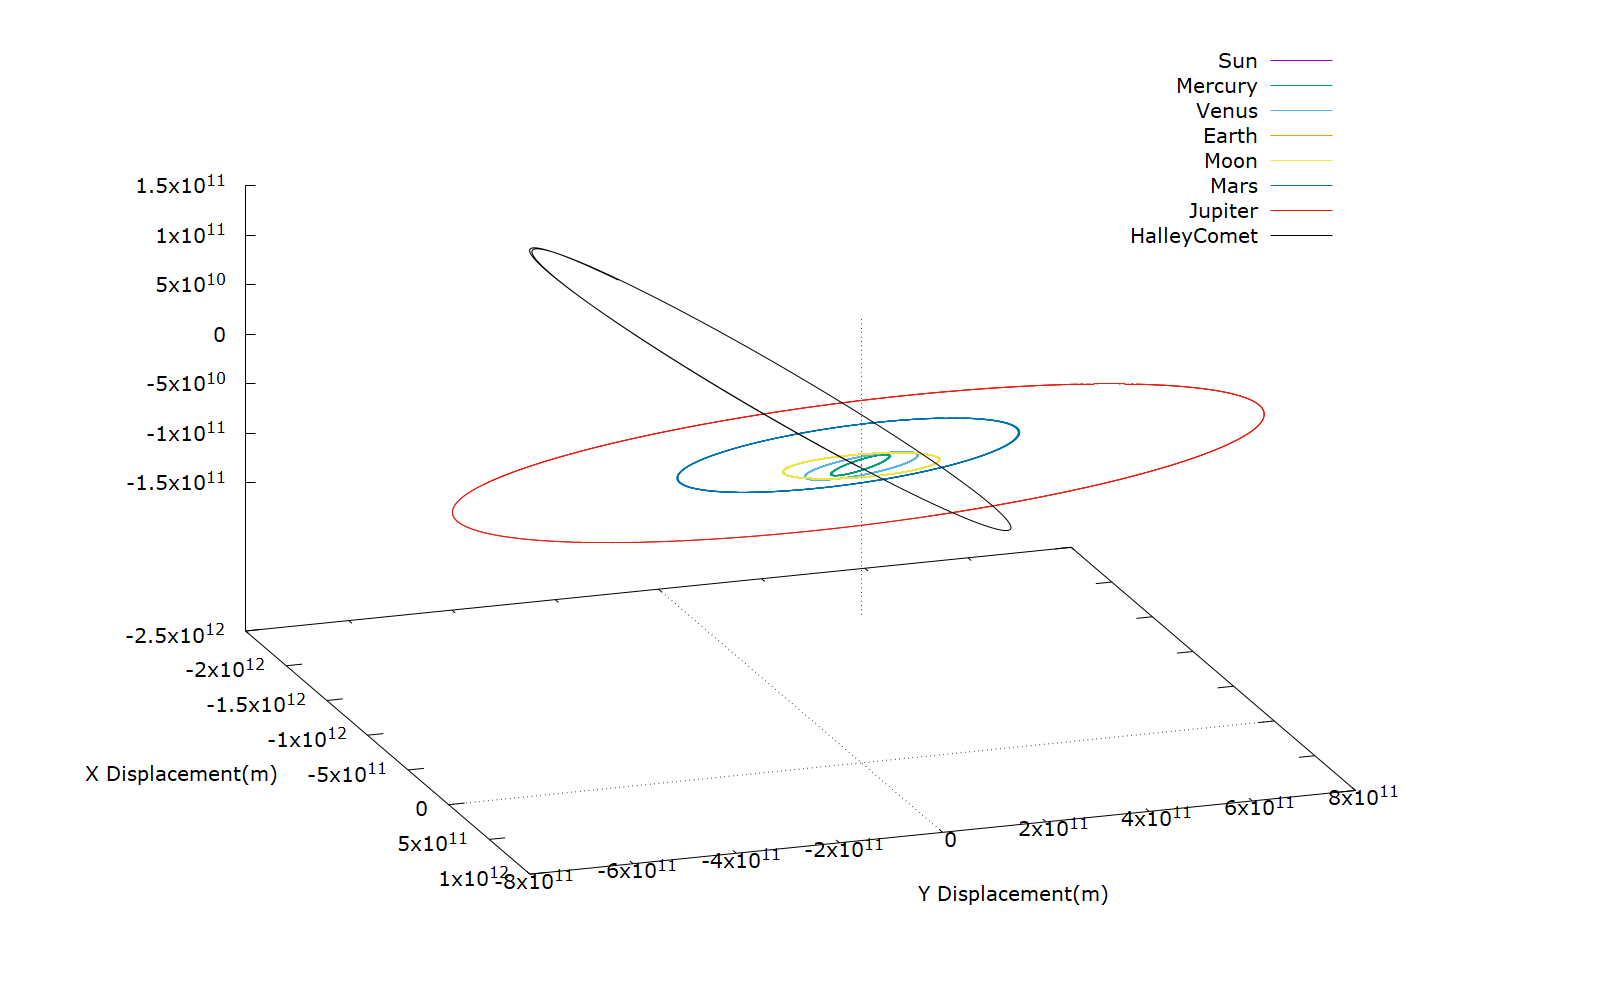 Sun
Mercury
Venus
Earth
Moon
Mars
Jupiter
HalleyComet
1.5x10^11
1x10^11
5x10^10
0
-5x10^10
-1x10^11
-1.5x10^11
-2.5x10^12
-2x10^12
-1.5x10^12
-1x10^12
-5x10^11
0
5x10^11
1x10^12
X Displacement(m)
-8x10^11
-6x10^11
-4x10^11
-2x10^11
0
2x10^11
4x10^11
6x10^11
8x10^11
Y Displacement(m)